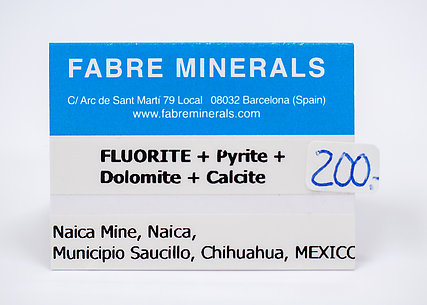 FABRE MINERALS
C/ Arc de Sant Martí 79 Local 08032 Barcelona (Spain)
www.fabreminerals.com
FLUORITE + Pyrite +
Dolomite + Calcite
200.-
Naica Mine, Naica,
Municipio Saucillo, Chihuahua, MEXICO